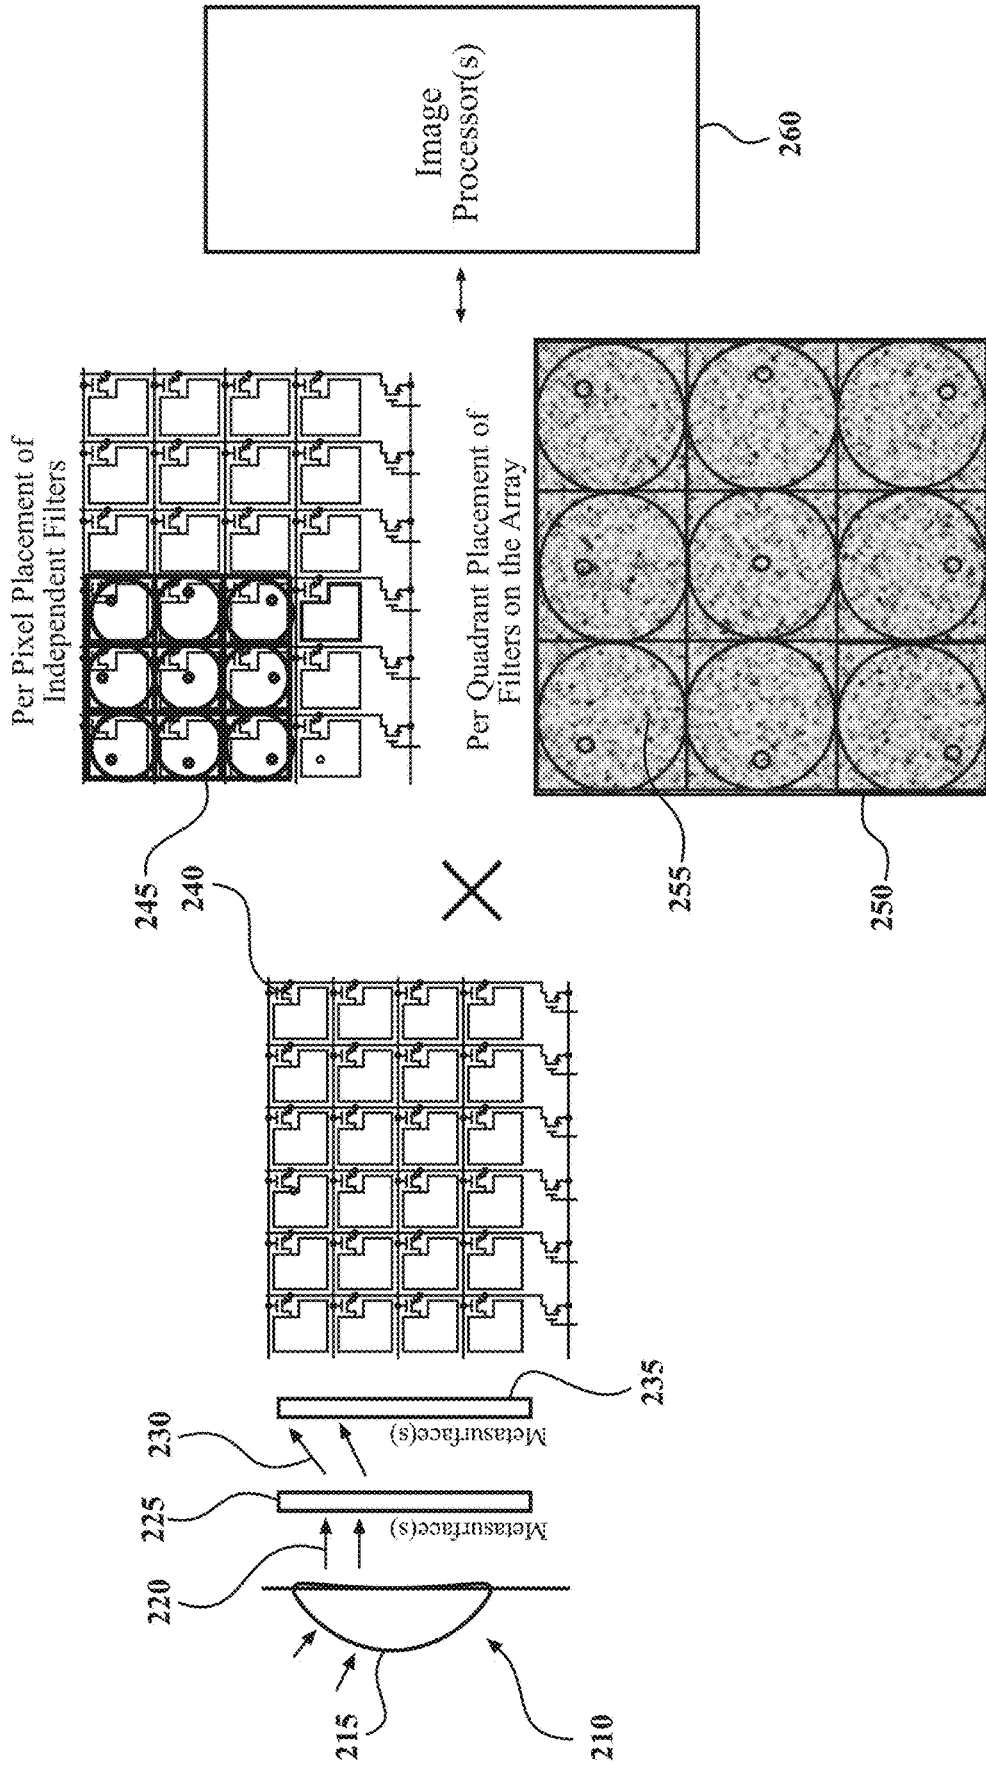 Image
Processor(s)
260
Per Pixel Placement of
Independent Filters
245
240
Per Quadrant Placement of
Filters on the Array
255
250
235
Metasurface(s)
230
225
Metasurface(s)
220
215
210